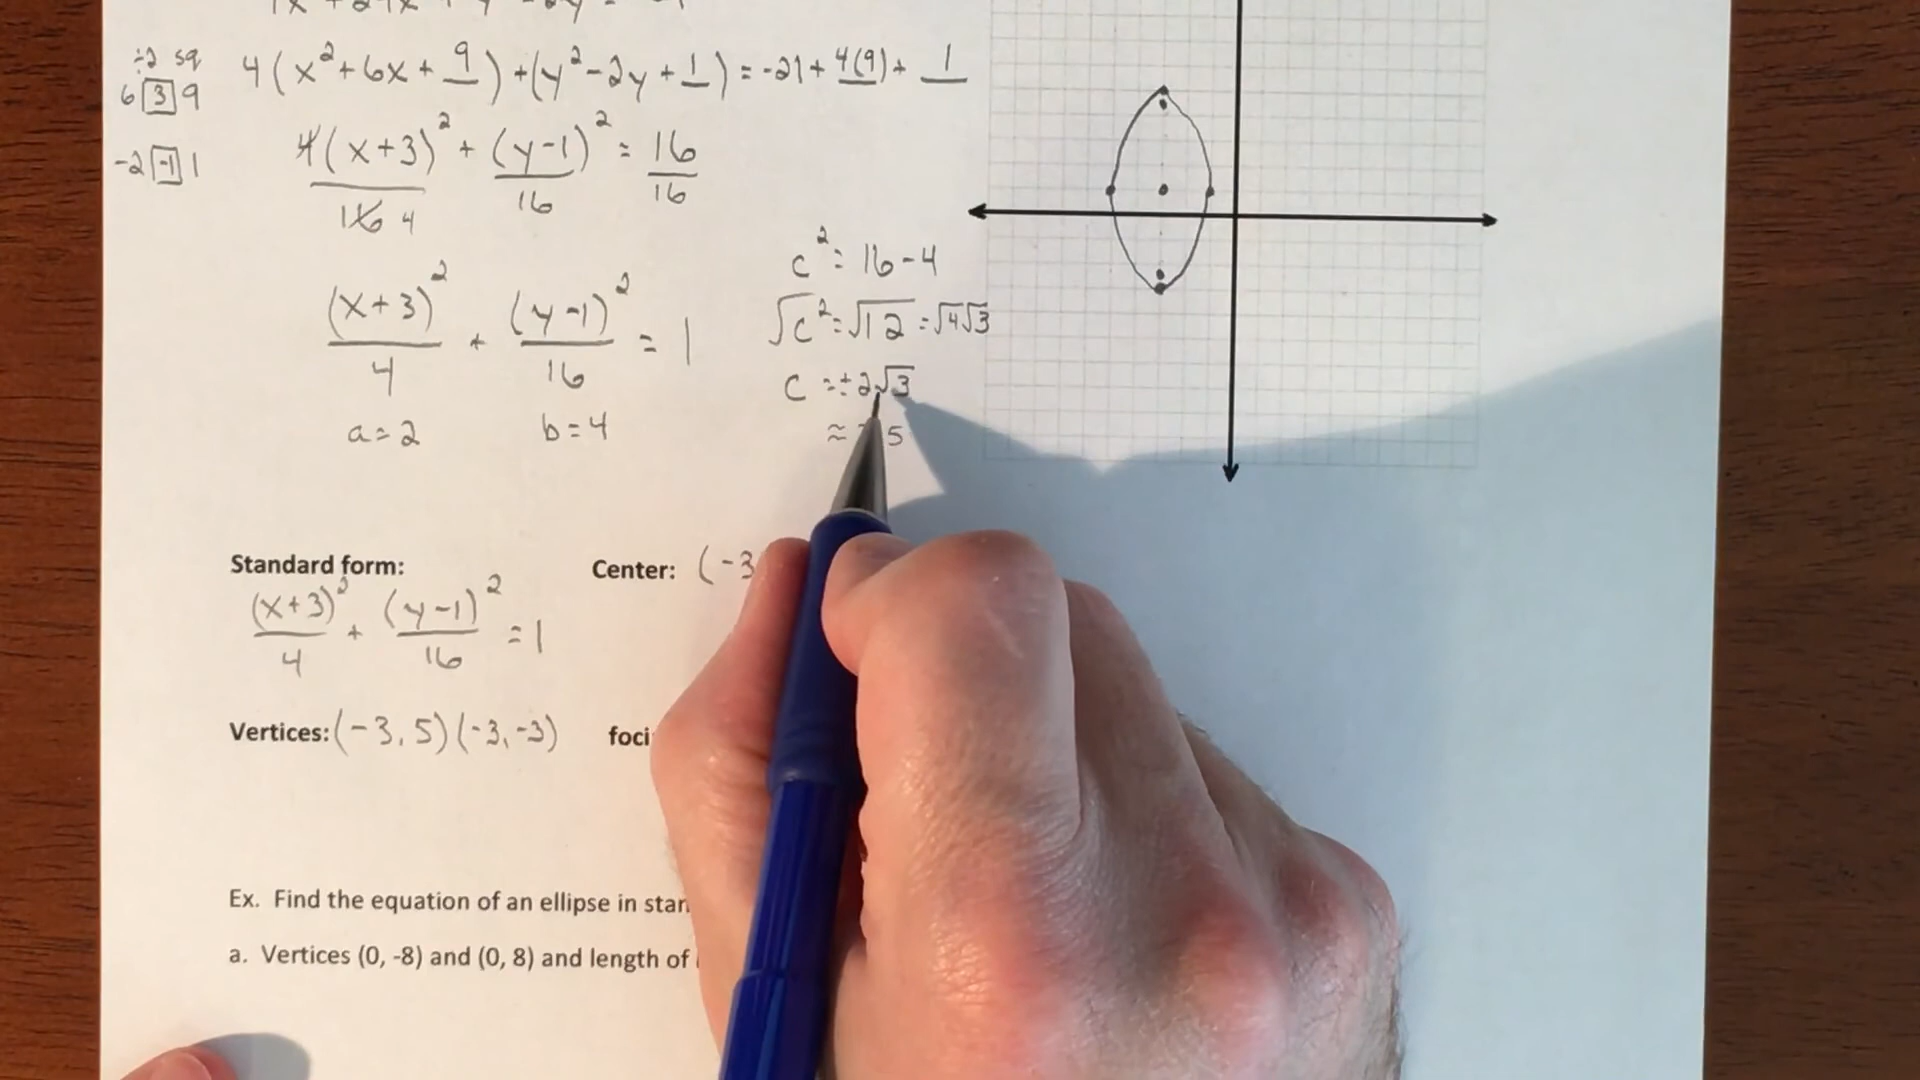 ÷2 sq
4(x²+6x+9)+(y²-2y+1)=-21+4(9)+1
6 [3] 9
4(x+3)²/16 4 + (y-1)²/16 = 16/16
-2 [-1] 1
c² = 16-4
(x+3)²/4 + (y-1)²/16 = 1
√c²=√12=√4√3
c=±2√3
a=2 b=4
≈ 5
Standard form: Center: (-3
(x+3)²/4 + (y-1)²/16 = 1
Vertices: (-3,5)(-3,-3) foci
Ex. Find the equation of an ellipse in stan
a. Vertices (0, -8) and (0, 8) and length of